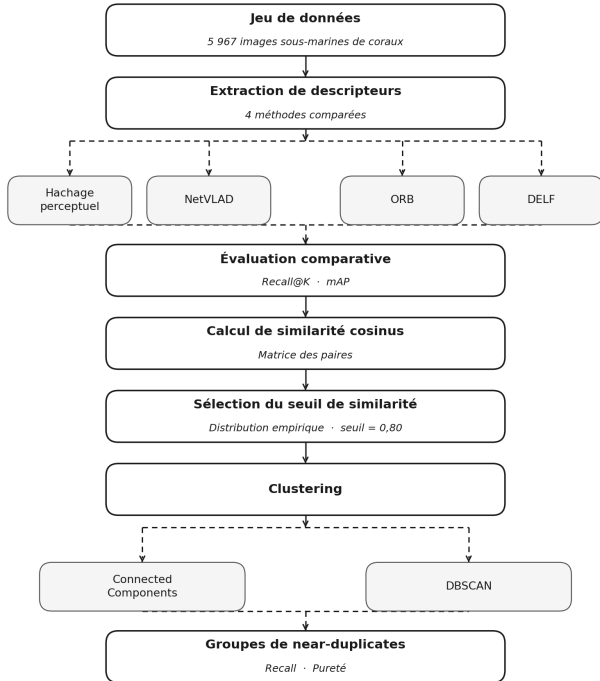 Jeu de données
5 967 images sous-marines de coraux
Extraction de descripteurs
4 méthodes comparées
Hachage
perceptuel
NetVLAD
ORB
DELF
Évaluation comparative
Recall@K · mAP
Calcul de similarité cosinus
Matrice des paires
Sélection du seuil de similarité
Distribution empirique · seuil = 0,80
Clustering
Connected
Components
DBSCAN
Groupes de near-duplicates
Recall · Pureté